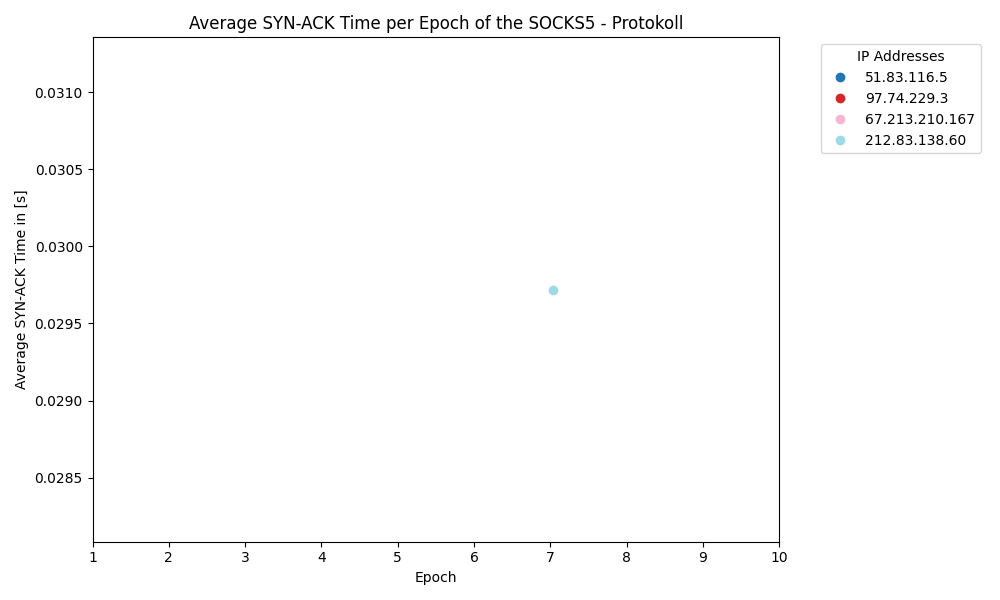 Average SYN-ACK Time per Epoch of the SOCKS5 - Protokoll
IP Addresses
51.83.116.5
97.74.229.3
67.213.210.167
212.83.138.60
Average SYN-ACK Time in [s]
0.0310
0.0305
0.0300
0.0295
0.0290
0.0285
1 2 3 4 5 6 7 8 9 10
Epoch